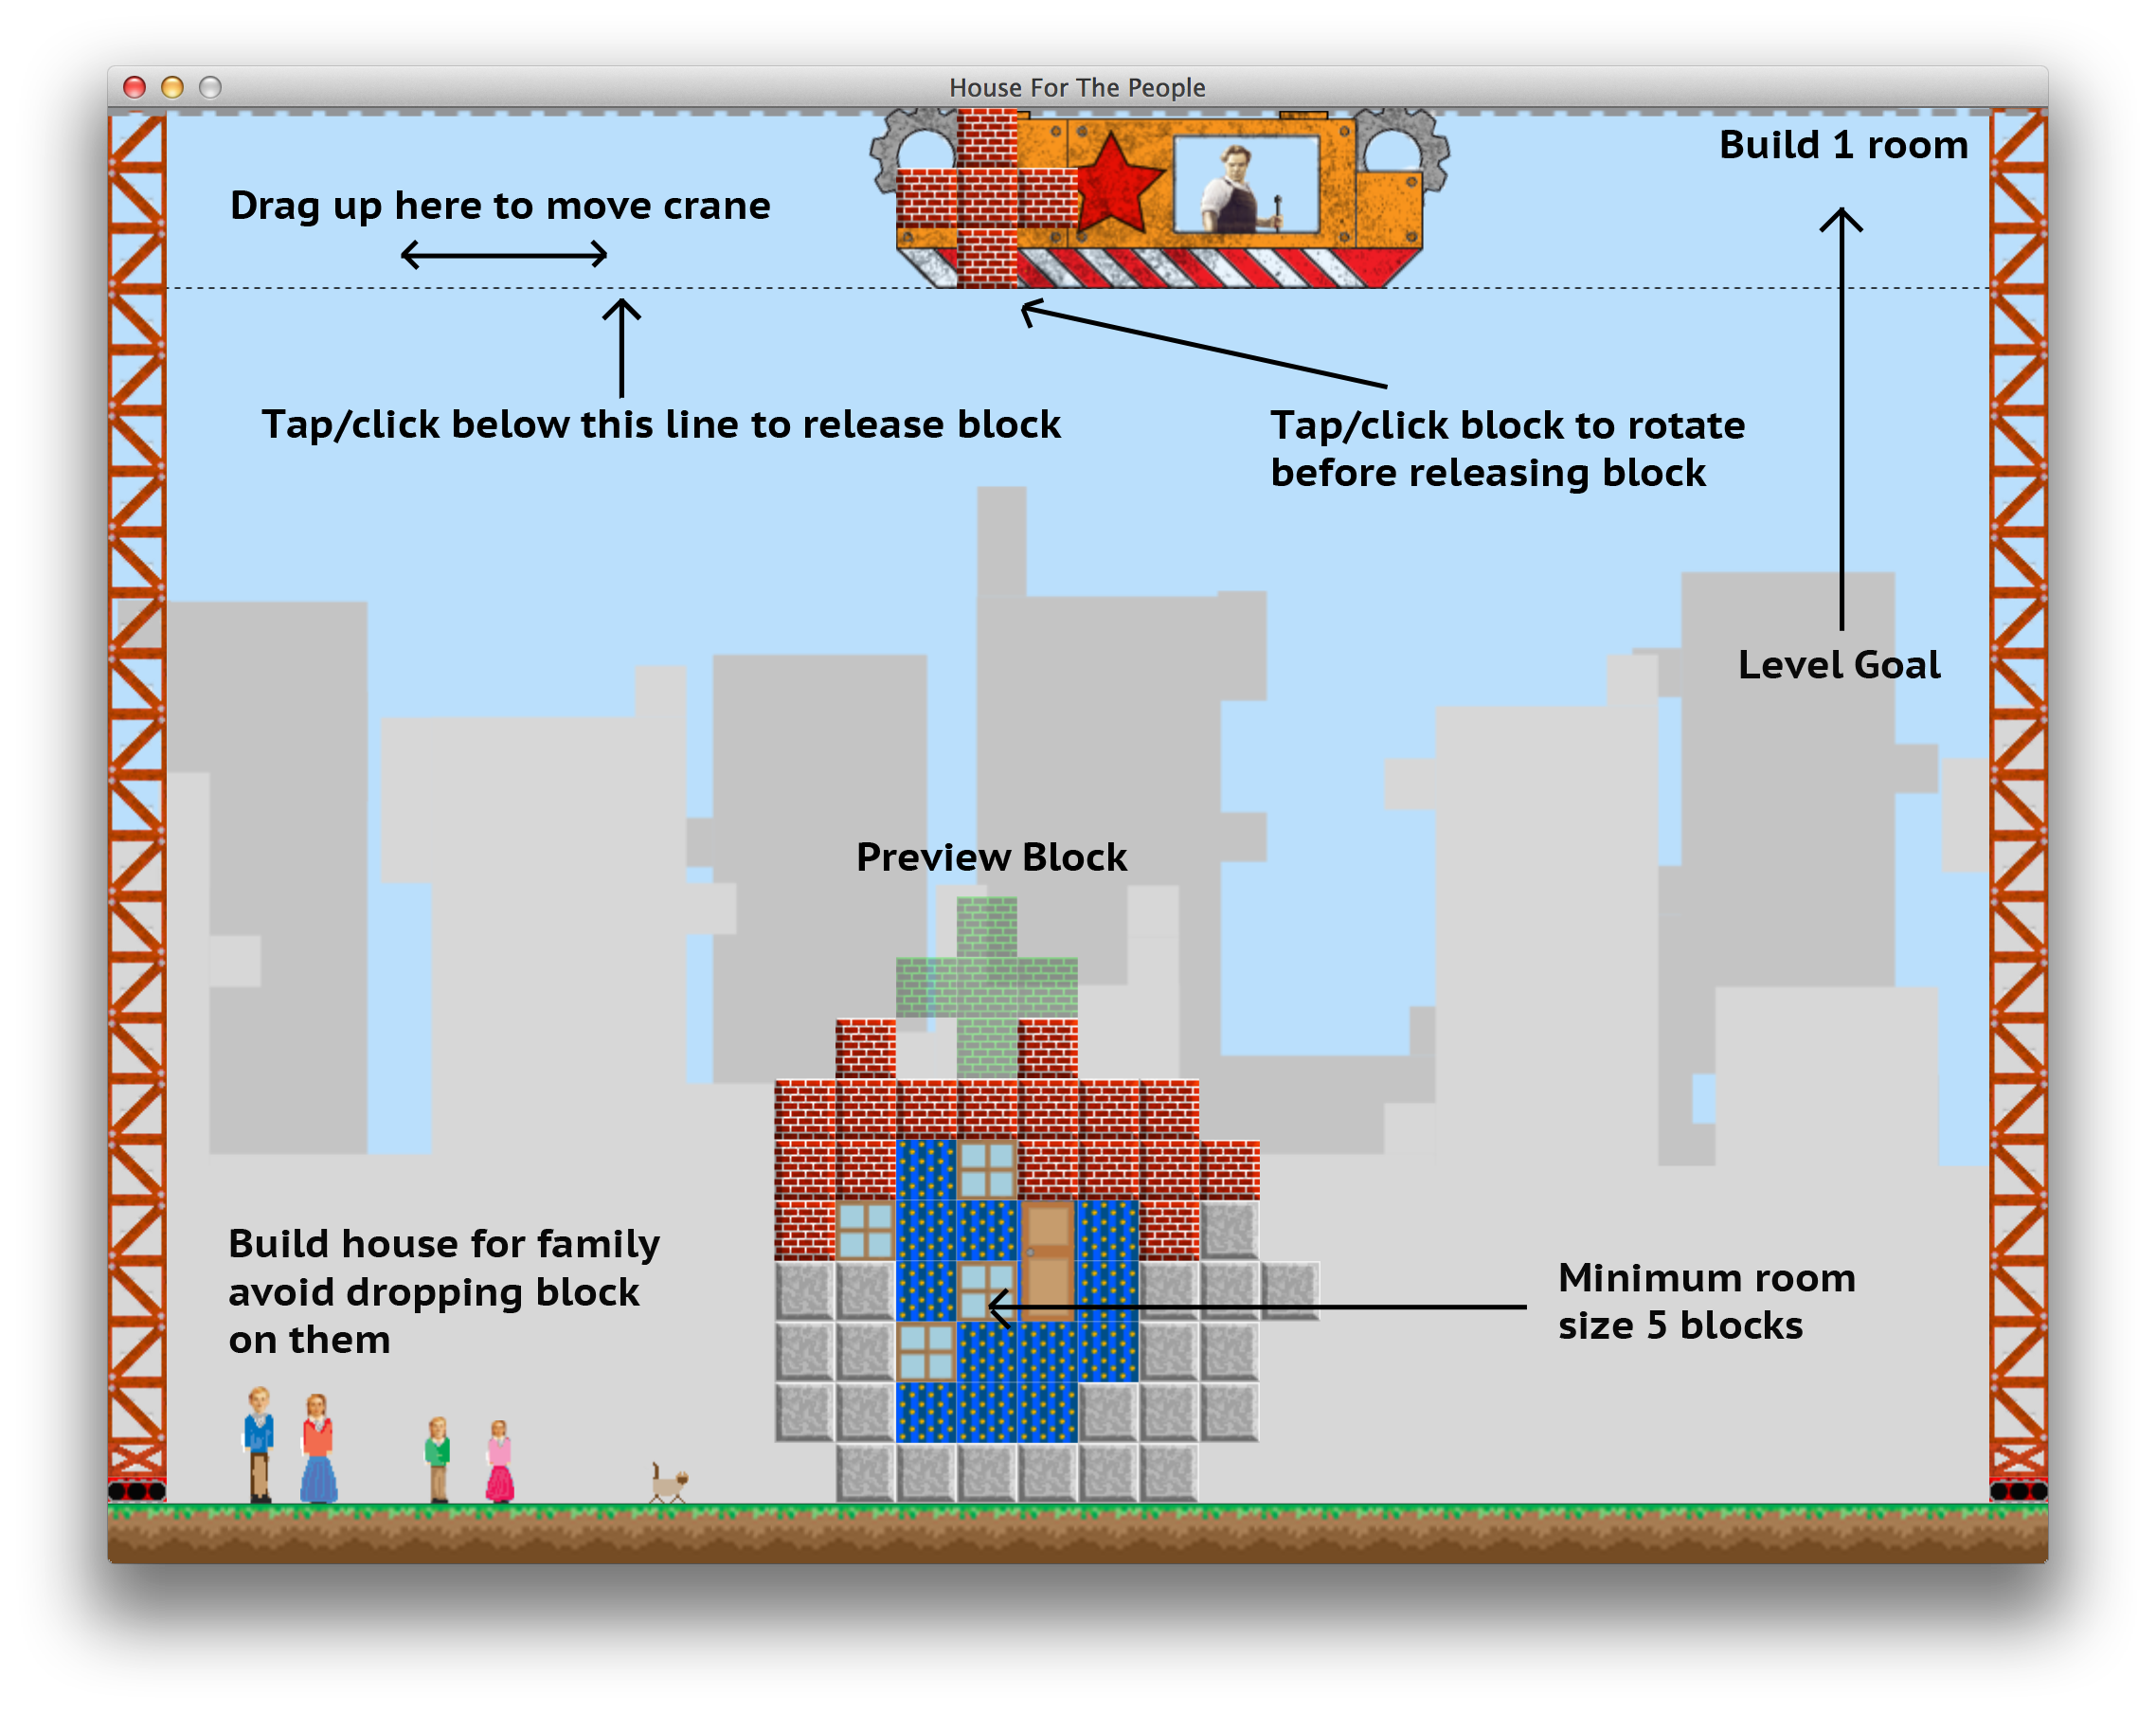 House For The People
Build 1 room
Drag up here to move crane
Tap/click below this line to release block
Tap/click block to rotate
before releasing block
Level Goal
Preview Block
Build house for family
avoid dropping block
on them
Minimum room
size 5 blocks